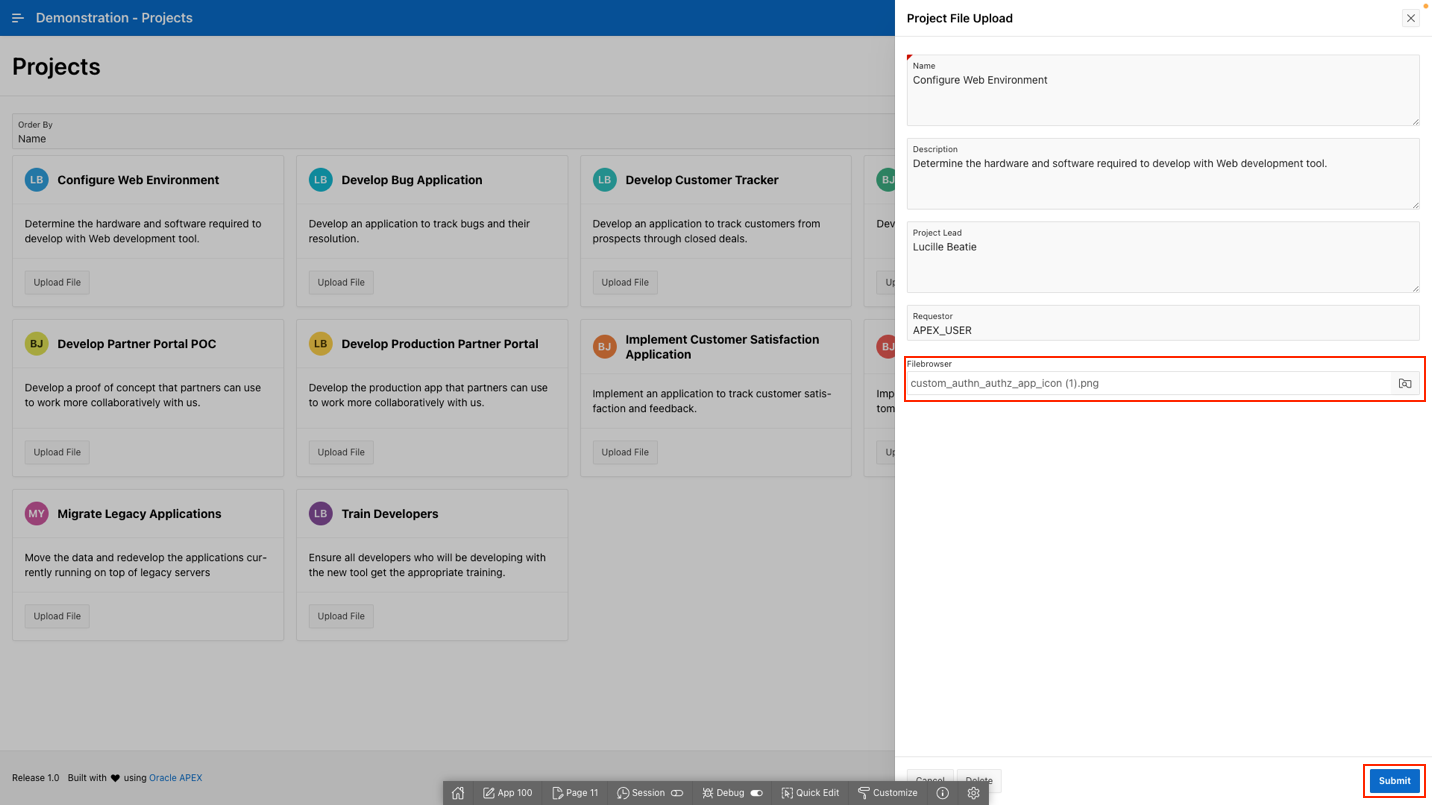 Demonstration - Projects
Projects
Order By
Name
LB Configure Web Environment
Determine the hardware and software required to
develop with Web development tool.
Upload File
LB Develop Bug Application
Develop an application to track bugs and their
resolution.
Upload File
LB Develop Customer Tracker
Develop an application to track customers from
prospects through closed deals.
Upload File
BJ
BJ Develop Partner Portal POC
Develop a proof of concept that partners can use
to work more collaboratively with us.
Upload File
LB Develop Production Partner Portal
Develop the production app that partners can use
to work more collaboratively with us.
Upload File
BJ Implement Customer Satisfaction
Application
Implement an application to track customer satis-
faction and feedback.
Upload File
BJ
MY Migrate Legacy Applications
Move the data and redevelop the applications cur-
rently running on top of legacy servers
Upload File
LB Train Developers
Ensure all developers who will be developing with
the new tool get the appropriate training.
Upload File
Release 1.0 Built with ❤ using Oracle APEX
Project File Upload
Name
Configure Web Environment
Description
Determine the hardware and software required to develop with Web development tool.
Project Lead
Lucille Beatie
Requestor
APEX_USER
Filebrowser
custom_authn_authz_app_icon (1).png
Cancel Delete Submit
App 100 Page 11 Session Debug Quick Edit Customize